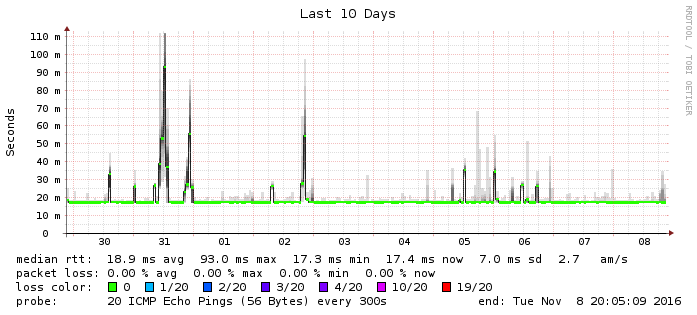 Last 10 Days
RRDTOOL / TOBI OETIKER
Seconds
110 m
100 m
90 m
80 m
70 m
60 m
50 m
40 m
30 m
20 m
10 m
0
30 31 01 02 03 04 05 06 07 08
median rtt: 18.9 ms avg 93.0 ms max 17.3 ms min 17.4 ms now 7.0 ms sd 2.7 am/s
packet loss: 0.00 % avg 0.00 % max 0.00 % min 0.00 % now
loss color: 0 1/20 2/20 3/20 4/20 10/20 19/20
probe: 20 ICMP Echo Pings (56 Bytes) every 300s end: Tue Nov 8 20:05:09 2016